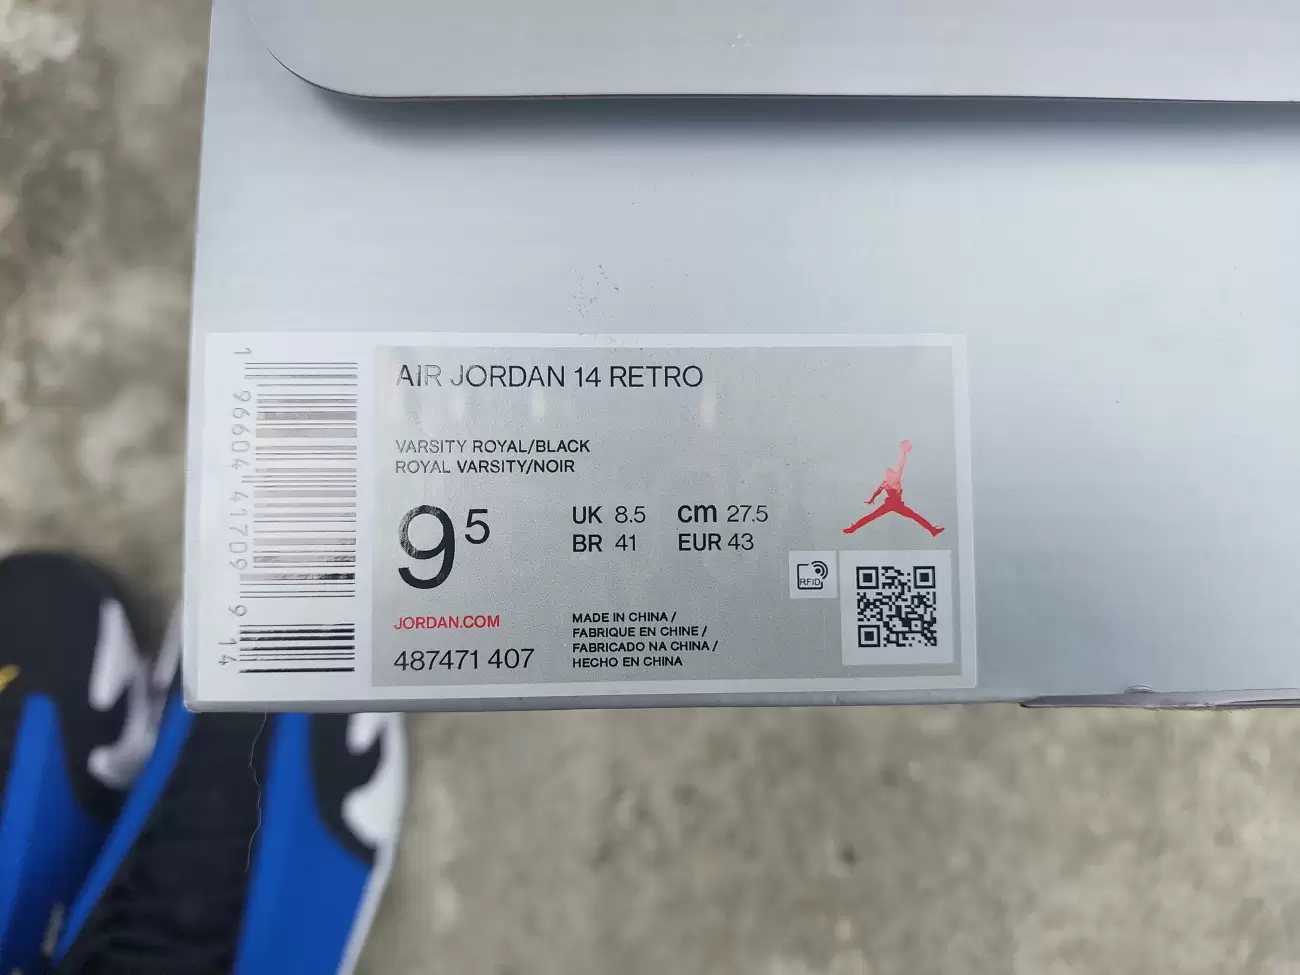 AIR JORDAN 14 RETRO
VARSITY ROYAL/BLACK
ROYAL VARSITY/NOIR
9 5
UK 8.5 cm 27.5
BR 41 EUR 43
RFID
JORDAN.COM
487471 407
MADE IN CHINA /
FABRIQUE EN CHINE /
FABRICADO NA CHINA /
HECHO EN CHINA
1 96604 41709 9 14